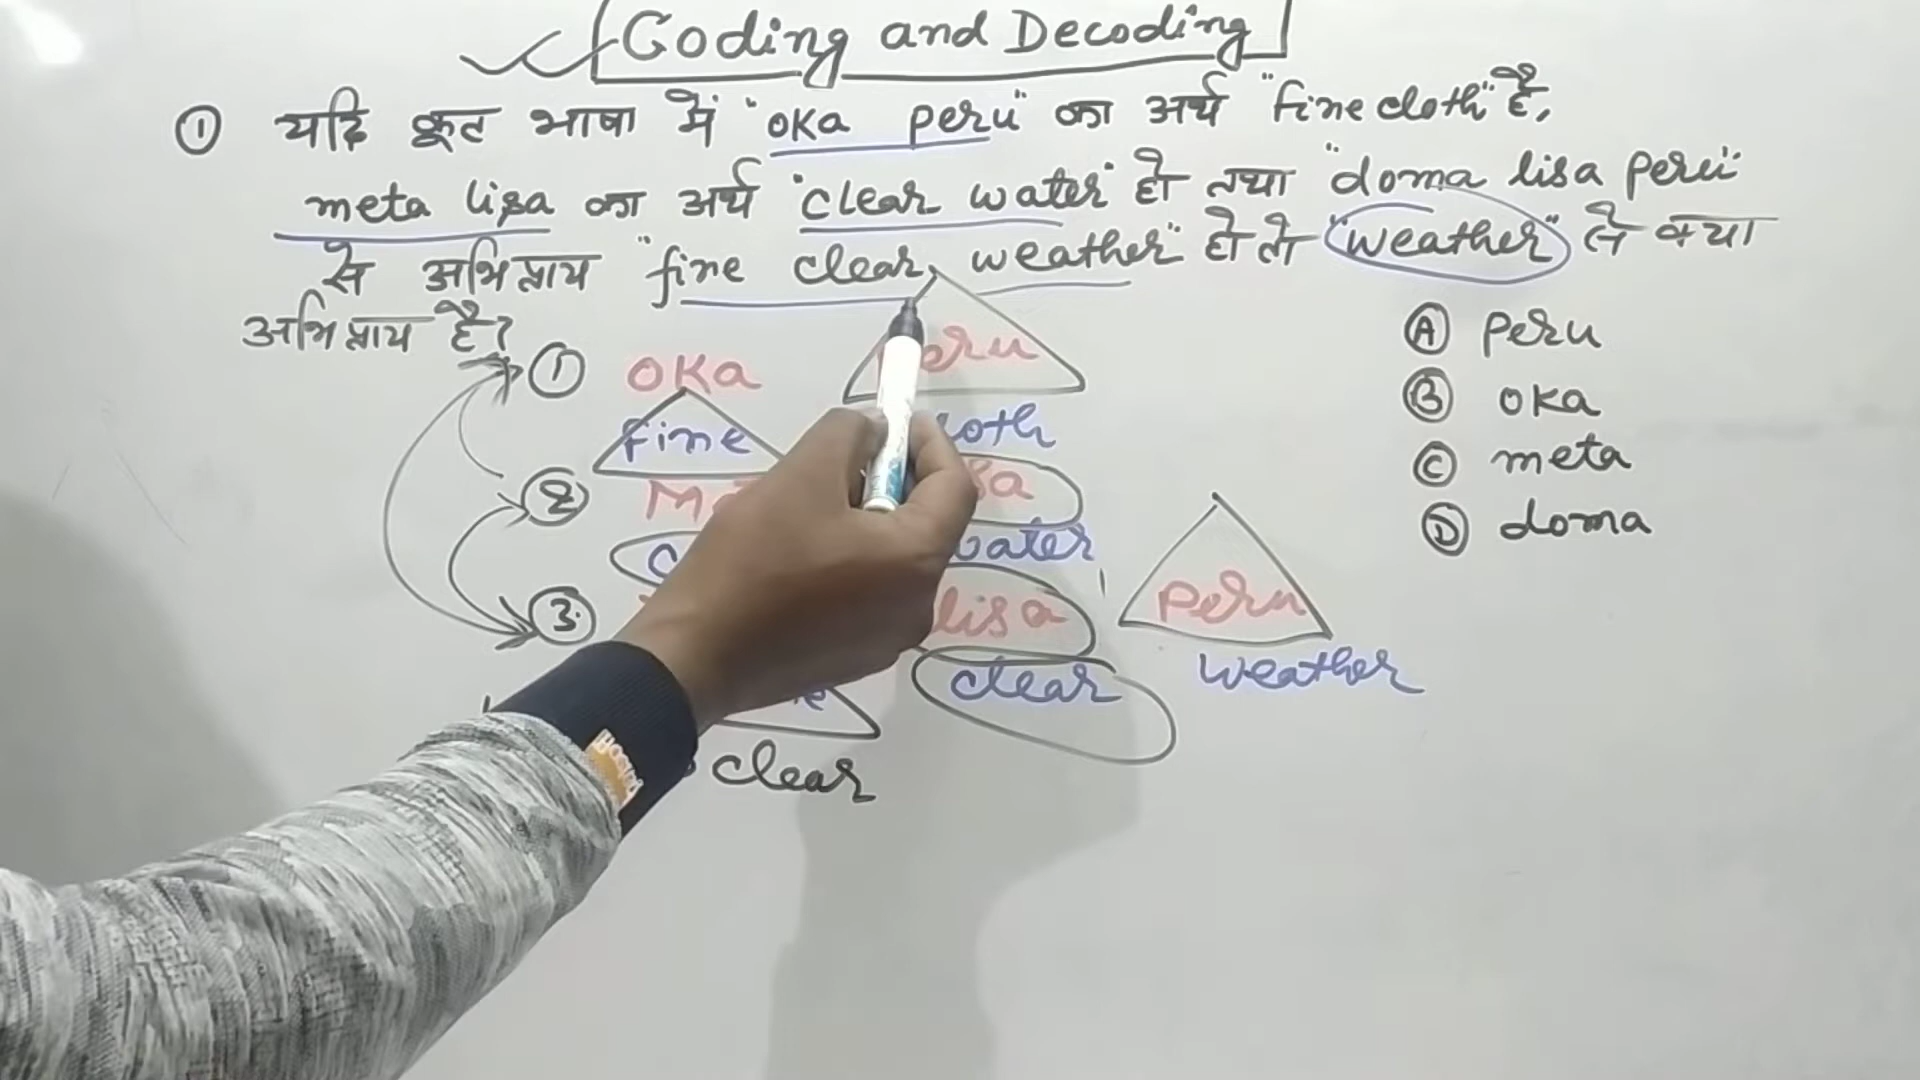 Coding and Decoding
① यदि कूट भाषा में "oka peru" का अर्थ "fine cloth" है,
meta lisa का अर्थ "clear water" हो तथा "doma lisa peru"
से अभिप्राय "fine clear weather" हो तो "weather" से क्या
अभिप्राय है?
Ⓐ peru
Ⓑ oka
Ⓒ meta
Ⓓ doma
① oka
fine
②
water
③ lisa peru
clear weather
clear